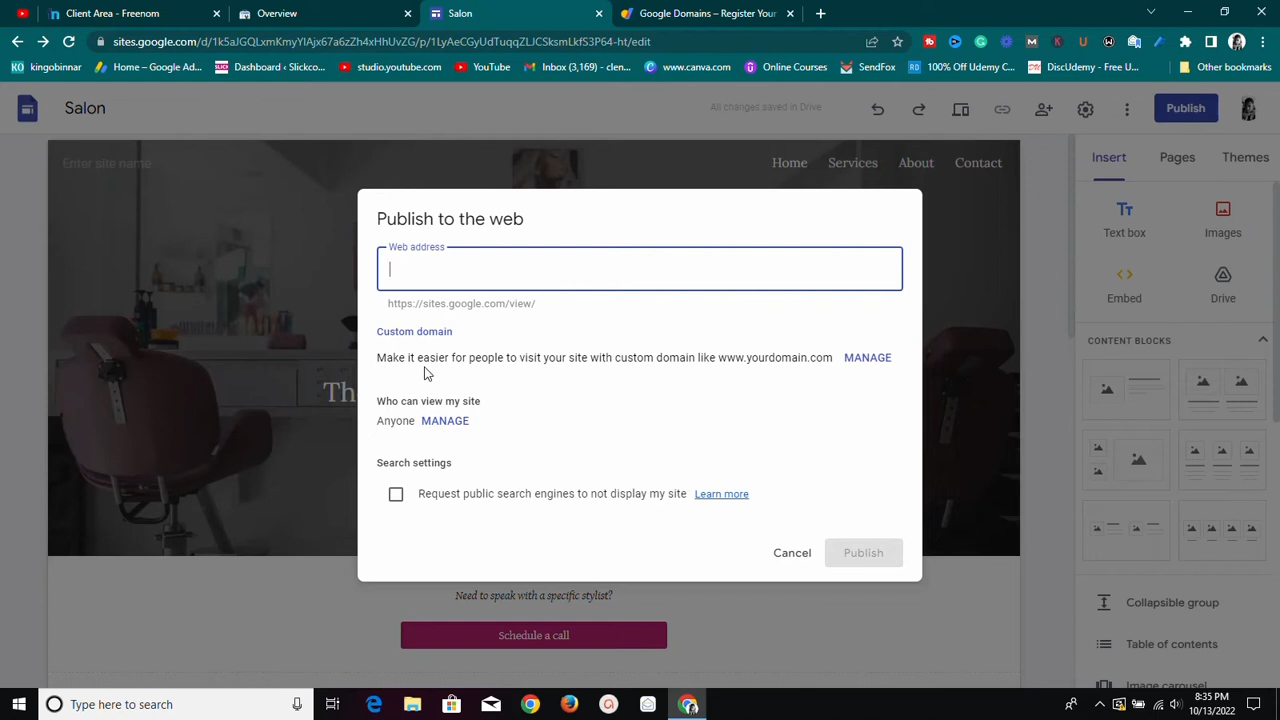 Client Area - Freenom
Overview
Salon
Google Domains – Register Your
sites.google.com/d/1k5aJGQLxmKmyYIAjx67a6zZh4xHhUvZG/p/1LyAeCGyUdTuqqZLJCSksmLkfS3P64-ht/edit
kingobinnar
Home – Google Ad...
Dashboard ‹ Slickco...
studio.youtube.com
YouTube
Inbox (3,169) - clen...
www.canva.com
Online Courses
SendFox
100% Off Udemy C...
DiscUdemy - Free U...
Other bookmarks
Salon
All changes saved in Drive
Publish
Enter site name
Home
Services
About
Contact
Insert
Pages
Themes
Publish to the web
Web address
https://sites.google.com/view/
Custom domain
Make it easier for people to visit your site with custom domain like www.yourdomain.com MANAGE
Who can view my site
Anyone MANAGE
Search settings
Request public search engines to not display my site Learn more
Cancel
Publish
Text box
Images
Embed
Drive
CONTENT BLOCKS
Collapsible group
Table of contents
Image carousel
Th
Need to speak with a specific stylist?
Schedule a call
Type here to search
8:35 PM
10/13/2022